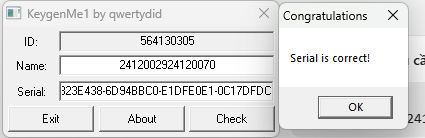 KeygenMe1 by qwertydid
ID:
564130305
Name:
2412002924120070
Serial:
323E438-6D94BBC0-E1DFE0E1-0C17DFDC
Exit
About
Check
Congratulations
Serial is correct!
OK